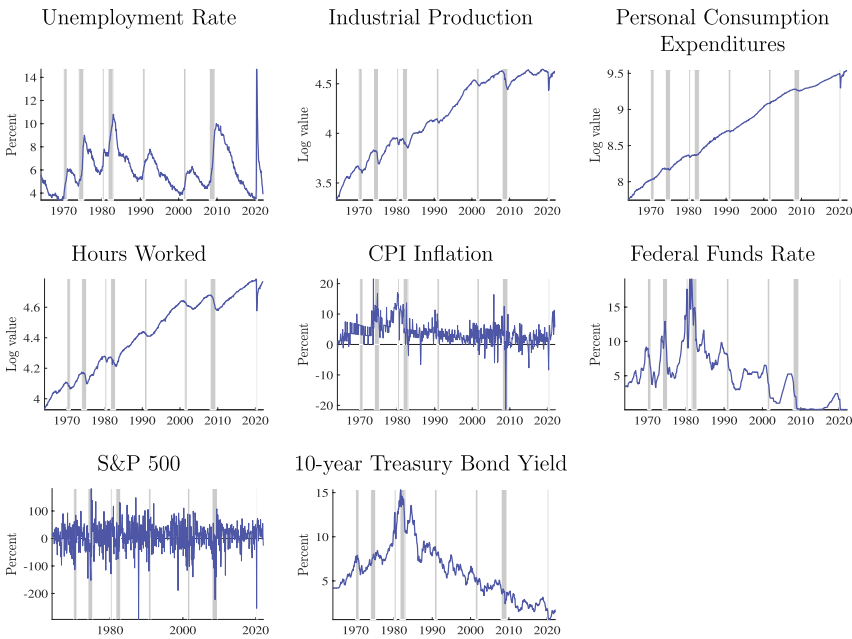 Unemployment Rate
Industrial Production
Personal Consumption
Expenditures
Percent
14
12
10
8
6
4
1970 1980 1990 2000 2010 2020
Log value
4.5
4
3.5
1970 1980 1990 2000 2010 2020
Log value
9.5
9
8.5
8
1970 1980 1990 2000 2010 2020
Hours Worked
CPI Inflation
Federal Funds Rate
Log value
4.6
4.4
4.2
4
1970 1980 1990 2000 2010 2020
Percent
20
10
0
-10
-20
1970 1980 1990 2000 2010 2020
Percent
15
10
5
1970 1980 1990 2000 2010 2020
S&P 500
10-year Treasury Bond Yield
Percent
100
0
-100
-200
1980 2000 2020
Percent
15
10
5
1970 1980 1990 2000 2010 2020